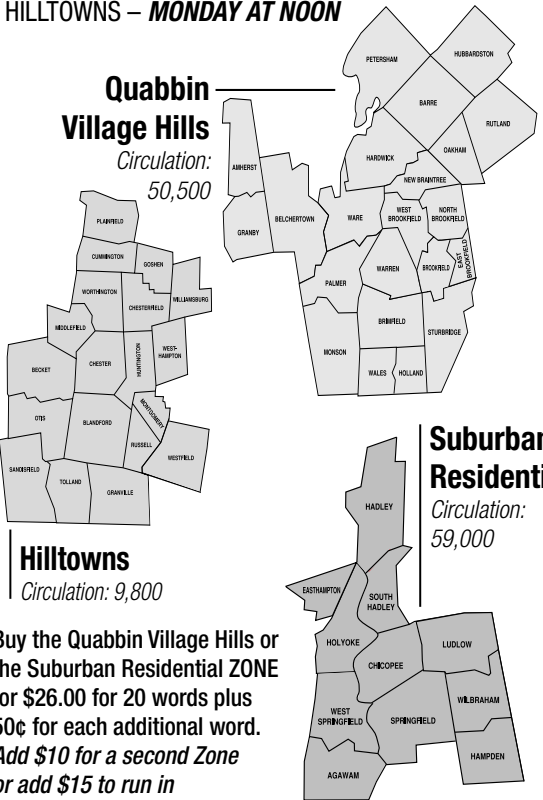 HILLTOWNS – MONDAY AT NOON
Quabbin
Village Hills
Circulation:
50,500
PETERSHAM
HUBBARDSTON
BARRE
RUTLAND
OAKHAM
HARDWICK
NEW BRAINTREE
AMHERST
BELCHERTOWN
GRANBY
WARE
WEST
BROOKFIELD
NORTH
BROOKFIELD
EAST
BROOKFIELD
BROOKFIELD
WARREN
PALMER
BRIMFIELD
STURBRIDGE
MONSON
WALES
HOLLAND
PLAINFIELD
CUMMINGTON
GOSHEN
WORTHINGTON
CHESTERFIELD
WILLIAMSBURG
MIDDLEFIELD
CHESTER
HUNTINGTON
WEST-
HAMPTON
BECKET
MONTGOMERY
OTIS
BLANDFORD
RUSSELL
WESTFIELD
SANDISFIELD
TOLLAND
GRANVILLE
Hilltowns
Circulation: 9,800
Suburban
Residenti
Circulation:
59,000
HADLEY
EASTHAMPTON
SOUTH
HADLEY
HOLYOKE
CHICOPEE
LUDLOW
WEST
SPRINGFIELD
SPRINGFIELD
WILBRAHAM
HAMPDEN
AGAWAM
Buy the Quabbin Village Hills or
the Suburban Residential ZONE
for $26.00 for 20 words plus
50¢ for each additional word.
Add $10 for a second Zone
or add $15 to run in